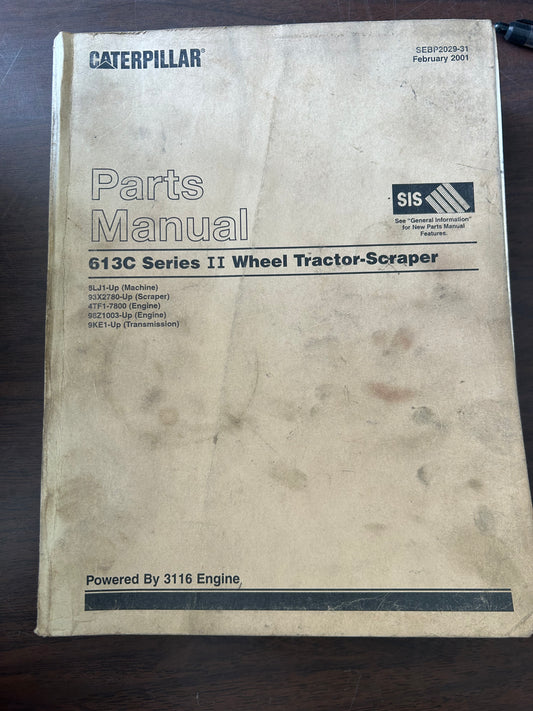 CATERPILLAR®
SEBP2029-31
February 2001
Parts
Manual
SIS
See "General Information"
for New Parts Manual
Features.
613C Series II Wheel Tractor-Scraper
8LJ1-Up (Machine)
93X2780-Up (Scraper)
4TF1-7800 (Engine)
98Z1003-Up (Engine)
9KE1-Up (Transmission)
Powered By 3116 Engine